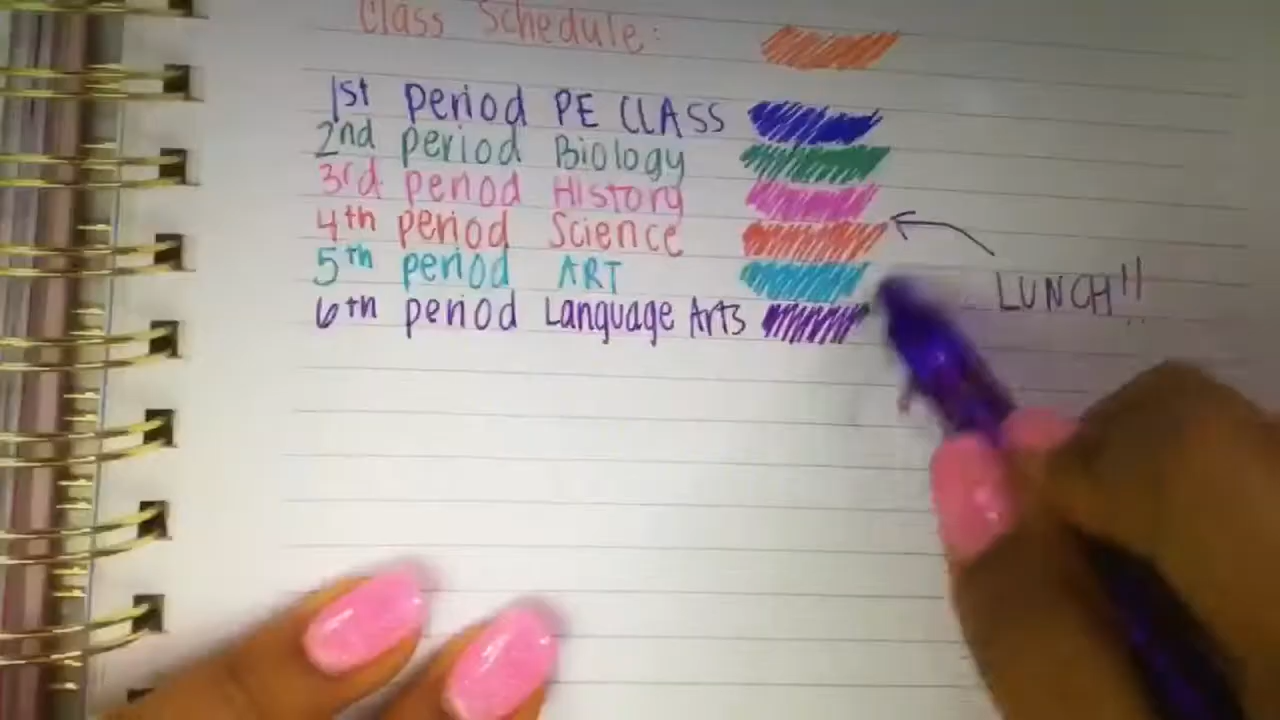 Class Schedule:
1st period PE CLASS
2nd period Biology
3rd period History
4th period Science
5th period ART
6th period Language Arts
LUNCH!!